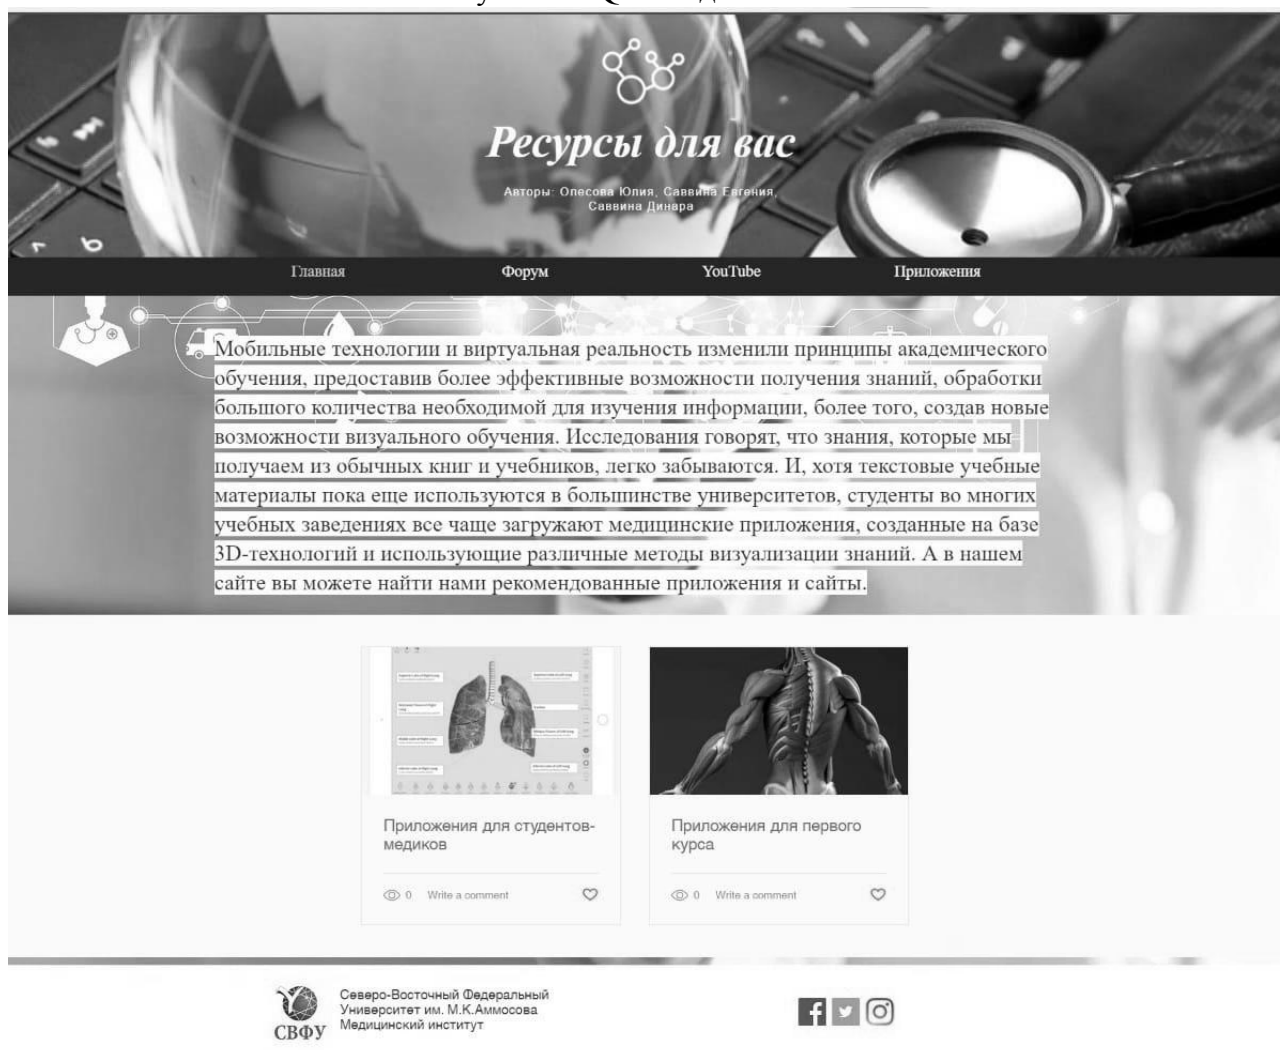 Ресурсы для вас
Авторы: Олесова Юлия, Саввина Евгения,
Саввина Динара
Главная
Форум
YouTube
Приложения
Мобильные технологии и виртуальная реальность изменили принципы академического
обучения, предоставив более эффективные возможности получения знаний, обработки
большого количества необходимой для изучения информации, более того, создав новые
возможности визуального обучения. Исследования говорят, что знания, которые мы
получаем из обычных книг и учебников, легко забываются. И, хотя текстовые учебные
материалы пока еще используются в большинстве университетов, студенты во многих
учебных заведениях все чаще загружают медицинские приложения, созданные на базе
3D-технологий и использующие различные методы визуализации знаний. А в нашем
сайте вы можете найти нами рекомендованные приложения и сайты.
Приложения для студентов-
медиков
0 Write a comment
Приложения для первого
курса
0 Write a comment
СВФУ
Северо-Восточный Федеральный
Университет им. М.К.Аммосова
Медицинский институт